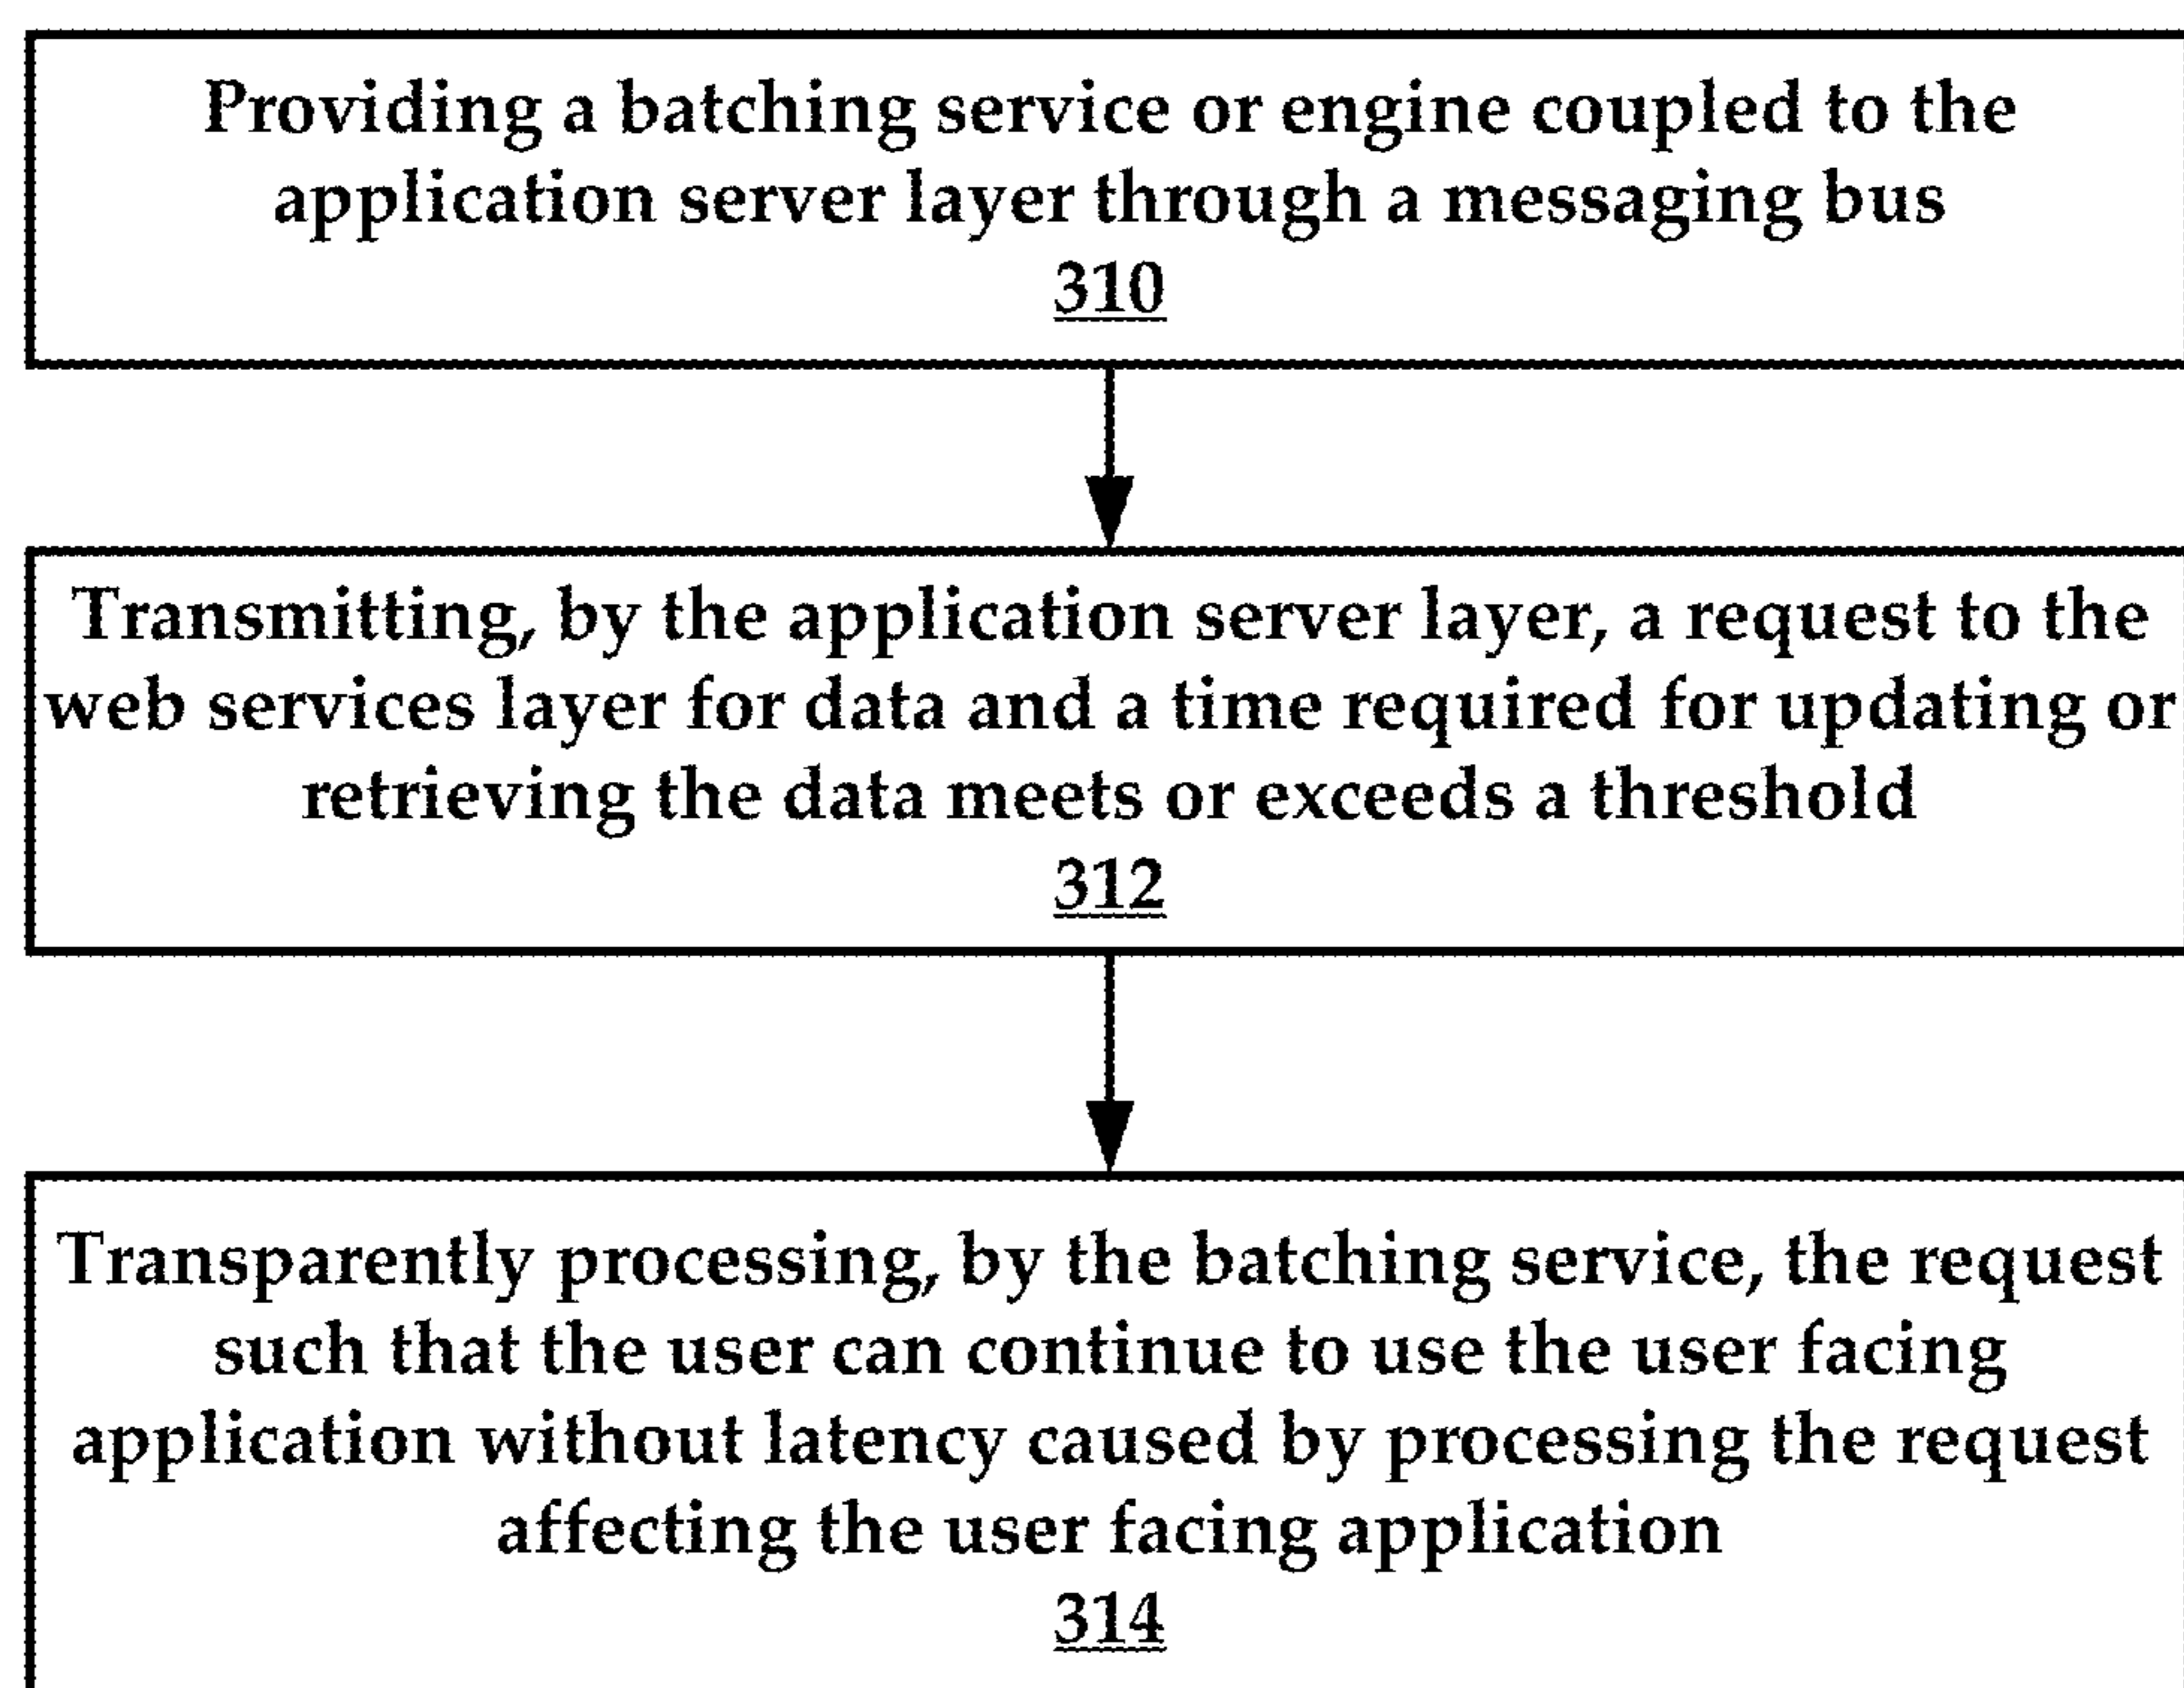 Providing a batching service or engine coupled to the
application server layer through a messaging bus
310
Transmitting, by the application server layer, a request to the
web services layer for data and a time required for updating or
retrieving the data meets or exceeds a threshold
312
Transparently processing, by the batching service, the request
such that the user can continue to use the user facing
application without latency caused by processing the request
affecting the user facing application
314